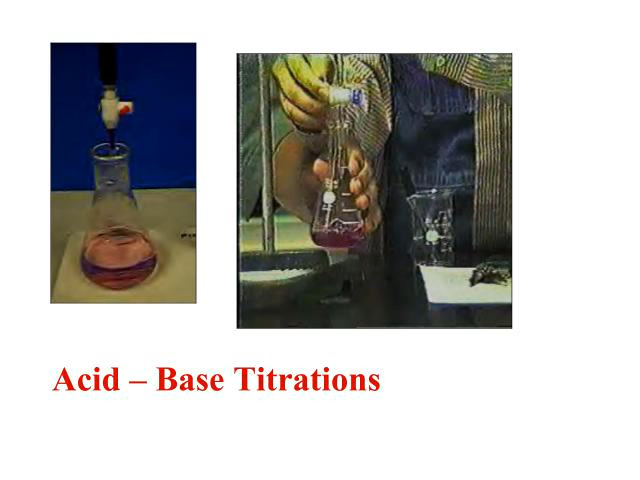 Acid – Base Titrations